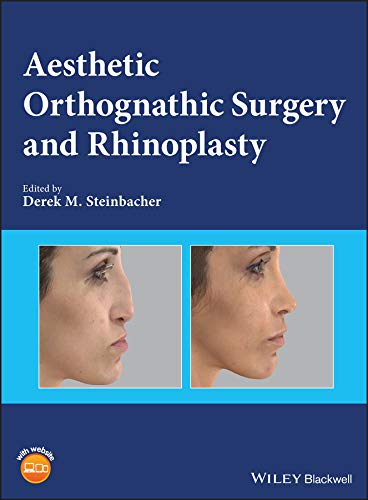 Aesthetic
Orthognathic Surgery
and Rhinoplasty
Edited by
Derek M. Steinbacher
with website
WILEY Blackwell